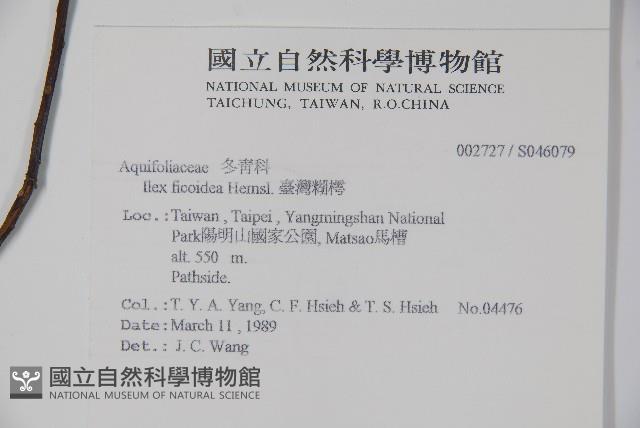 國立自然科學博物館
NATIONAL MUSEUM OF NATURAL SCIENCE
TAICHUNG, TAIWAN, R.O.CHINA
002727 / S046079
Aquifoliaceae 冬青科
Ilex ficoidea Hemsl. 臺灣糊樗
Loc.:Taiwan , Taipei , Yangmingshan National
Park陽明山國家公園, Matsao馬槽
alt. 550 m.
Pathside.
Col.:T. Y. A. Yang, C. F. Hsieh & T. S. Hsieh No.04476
Date:March 11 , 1989
Det.: J. C. Wang
國立自然科學博物館
NATIONAL MUSEUM OF NATURAL SCIENCE